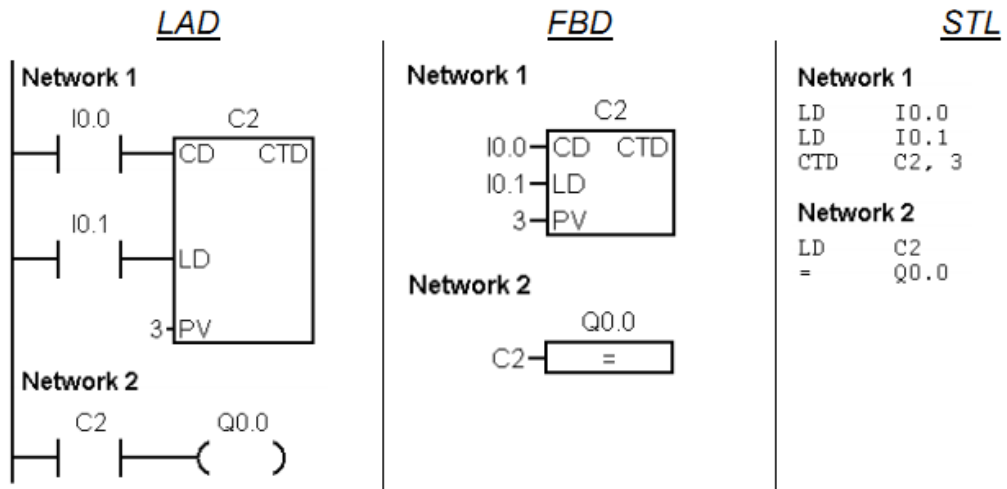 LAD
Network 1
I0.0
C2
CD CTD
I0.1
LD
3 PV
Network 2
C2 Q0.0
FBD
Network 1
C2
I0.0 CD CTD
I0.1 LD
3 PV
Network 2
Q0.0
C2 =
STL
Network 1
LD I0.0
LD I0.1
CTD C2, 3
Network 2
LD C2
= Q0.0